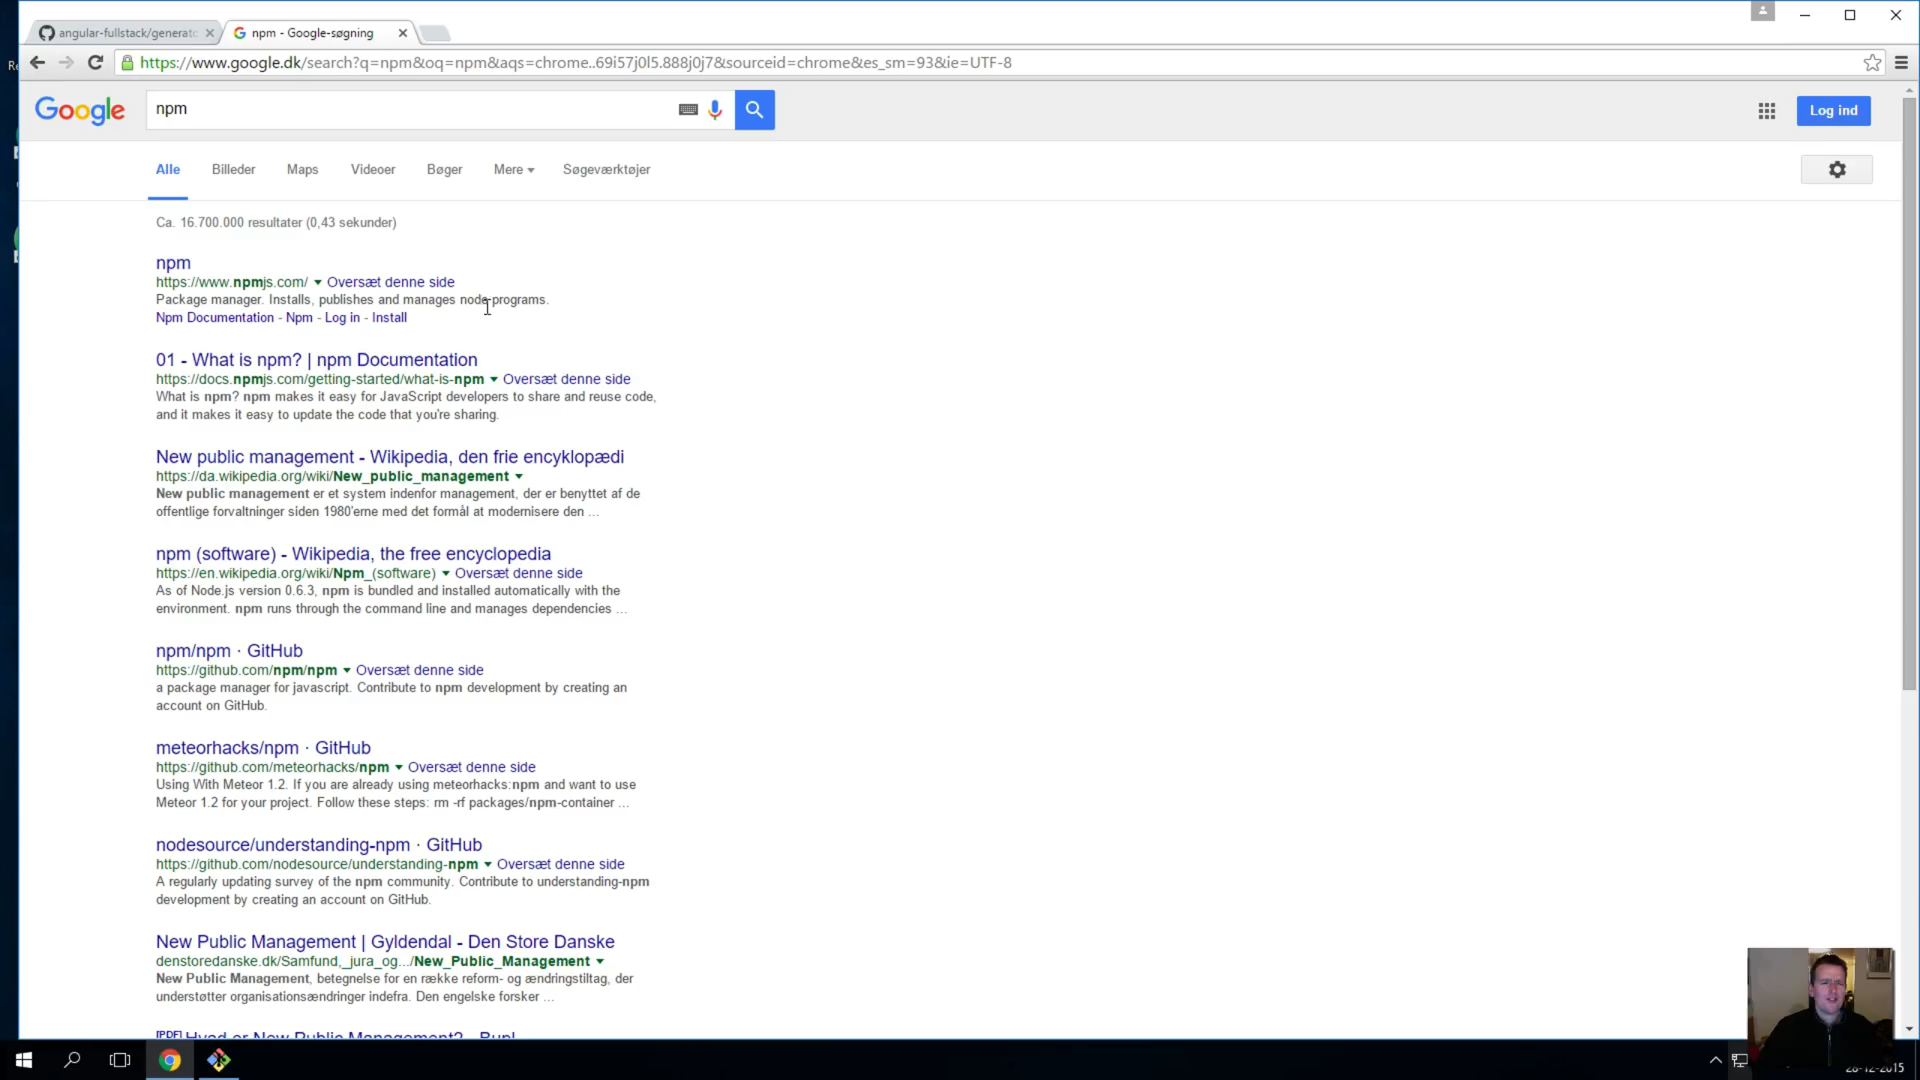 angular-fullstack/generato
npm - Google-søgning
https://www.google.dk/search?q=npm&oq=npm&aqs=chrome..69i57j0l5.888j0j7&sourceid=chrome&es_sm=93&ie=UTF-8
Google
npm
Log ind
Alle Billeder Maps Videoer Bøger Mere Søgeværktøjer
Ca. 16.700.000 resultater (0,43 sekunder)
npm
https://www.npmjs.com/ Oversæt denne side
Package manager. Installs, publishes and manages node programs.
Npm Documentation - Npm - Log in - Install
01 - What is npm? | npm Documentation
https://docs.npmjs.com/getting-started/what-is-npm Oversæt denne side
What is npm? npm makes it easy for JavaScript developers to share and reuse code,
and it makes it easy to update the code that you're sharing.
New public management - Wikipedia, den frie encyklopædi
https://da.wikipedia.org/wiki/New_public_management
New public management er et system indenfor management, der er benyttet af de
offentlige forvaltninger siden 1980'erne med det formål at modernisere den ...
npm (software) - Wikipedia, the free encyclopedia
https://en.wikipedia.org/wiki/Npm_(software) Oversæt denne side
As of Node.js version 0.6.3, npm is bundled and installed automatically with the
environment. npm runs through the command line and manages dependencies ...
npm/npm · GitHub
https://github.com/npm/npm Oversæt denne side
a package manager for javascript. Contribute to npm development by creating an
account on GitHub.
meteorhacks/npm · GitHub
https://github.com/meteorhacks/npm Oversæt denne side
Using With Meteor 1.2. If you are already using meteorhacks:npm and want to use
Meteor 1.2 for your project. Follow these steps: rm -rf packages/npm-container ...
nodesource/understanding-npm · GitHub
https://github.com/nodesource/understanding-npm Oversæt denne side
A regularly updating survey of the npm community. Contribute to understanding-npm
development by creating an account on GitHub.
New Public Management | Gyldendal - Den Store Danske
denstoredanske.dk/Samfund,_jura_og.../New_Public_Management
New Public Management, betegnelse for en række reform- og ændringstiltag, der
understøtter organisationsændringer indefra. Den engelske forsker ...
[PDF] Hvad er New Public Management?
28-12-2015